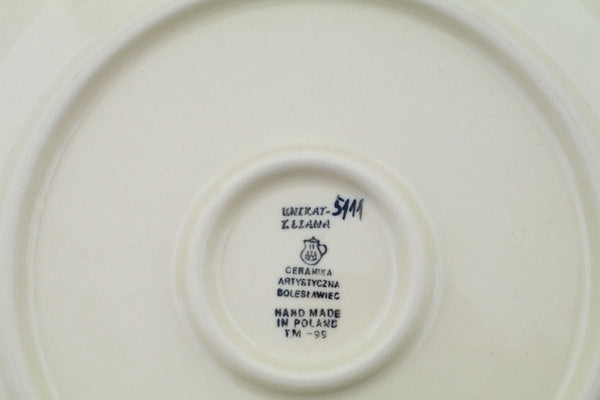 UNIKAT-5111
I.LIANA
CERAMIKA
ARTYSTYCZNA
BOLESŁAWIEC
HAND MADE
IN POLAND
TM -95